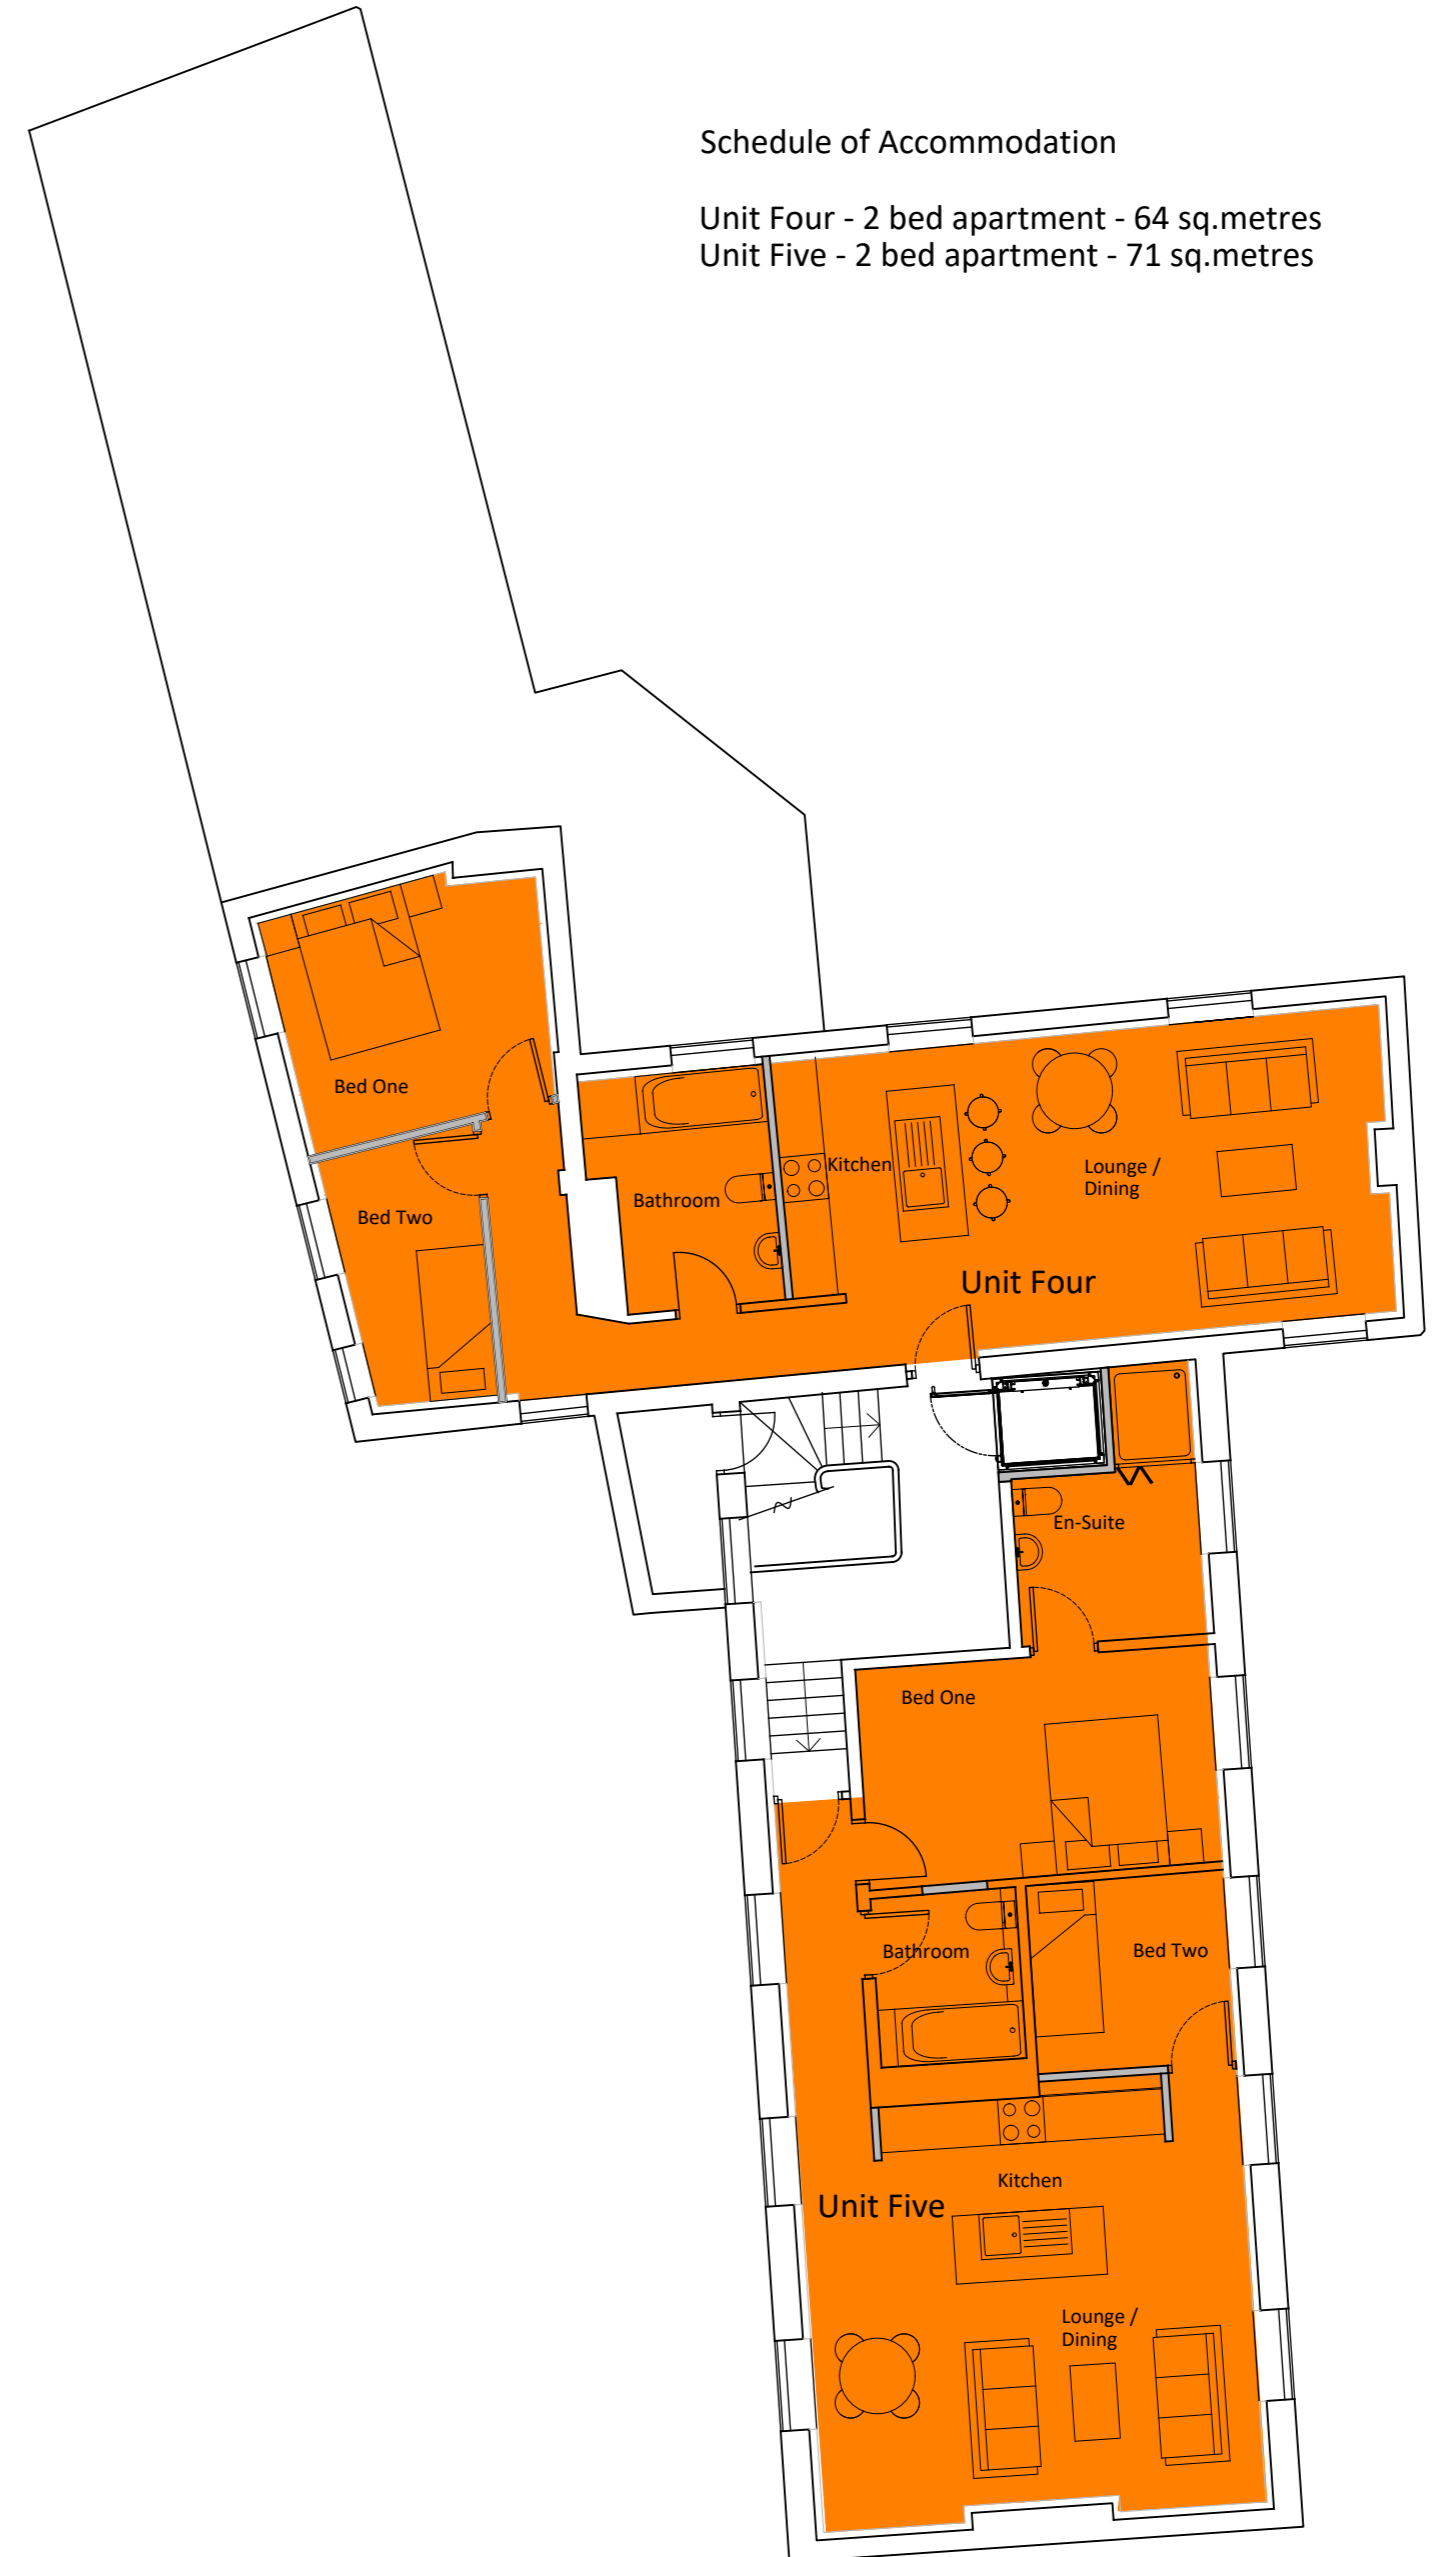 Schedule of Accommodation
Unit Four - 2 bed apartment - 64 sq.metres
Unit Five - 2 bed apartment - 71 sq.metres
Bed One
Bed Two
Bathroom
Kitchen
Lounge /
Dining
Unit Four
En-Suite
Bed One
Bathroom
Bed Two
Kitchen
Unit Five
Lounge /
Dining